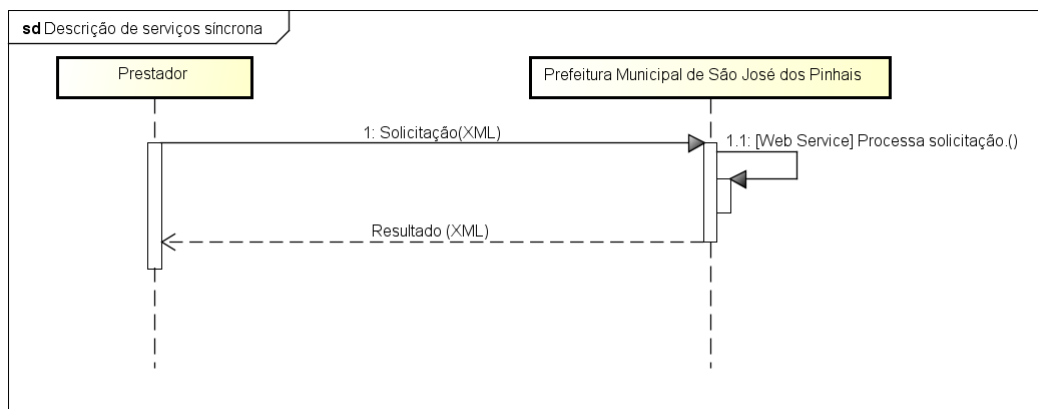 sd Descrição de serviços síncrona
Prestador
Prefeitura Municipal de São José dos Pinhais
1: Solicitação(XML)
1.1: [Web Service] Processa solicitação.()
Resultado (XML)